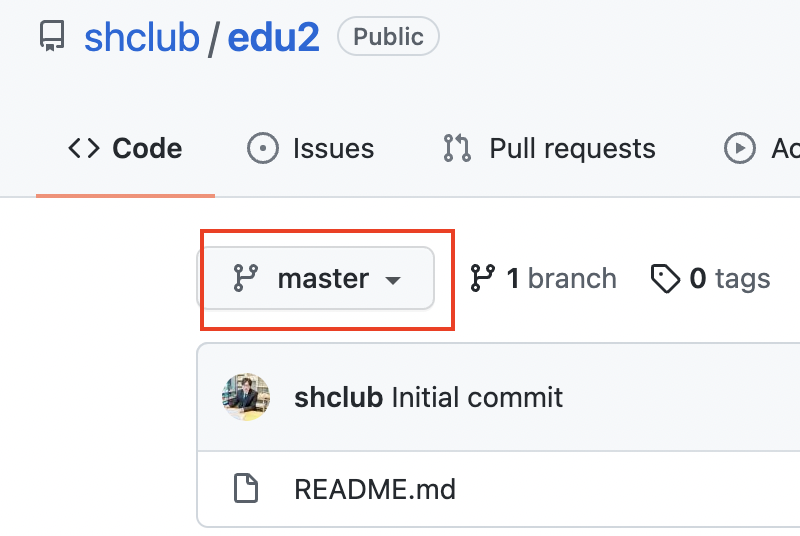 shclub / edu2 Public
Code Issues Pull requests Ac
master 1 branch 0 tags
shclub Initial commit
README.md